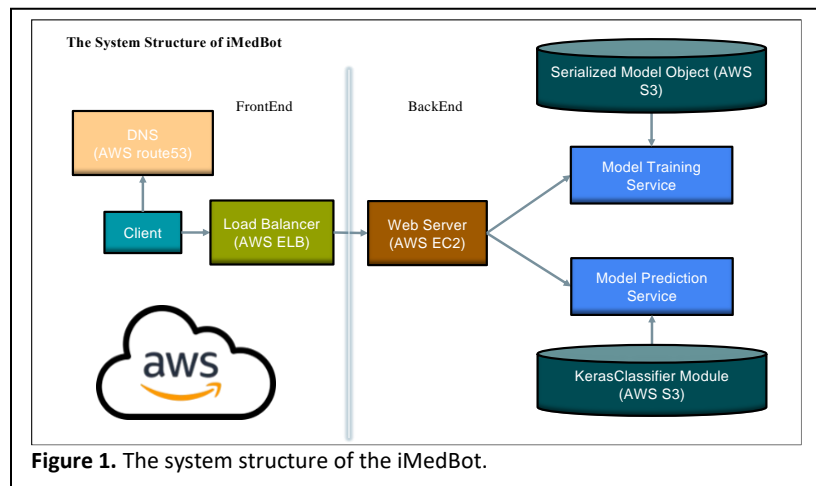 The System Structure of iMedBot
Serialized Model Object (AWS
S3)
FrontEnd
BackEnd
DNS
(AWS route53)
Model Training
Service
Client
Load Balancer
(AWS ELB)
Web Server
(AWS EC2)
Model Prediction
Service
aws
KerasClassifier Module
(AWS S3)
Figure 1. The system structure of the iMedBot.